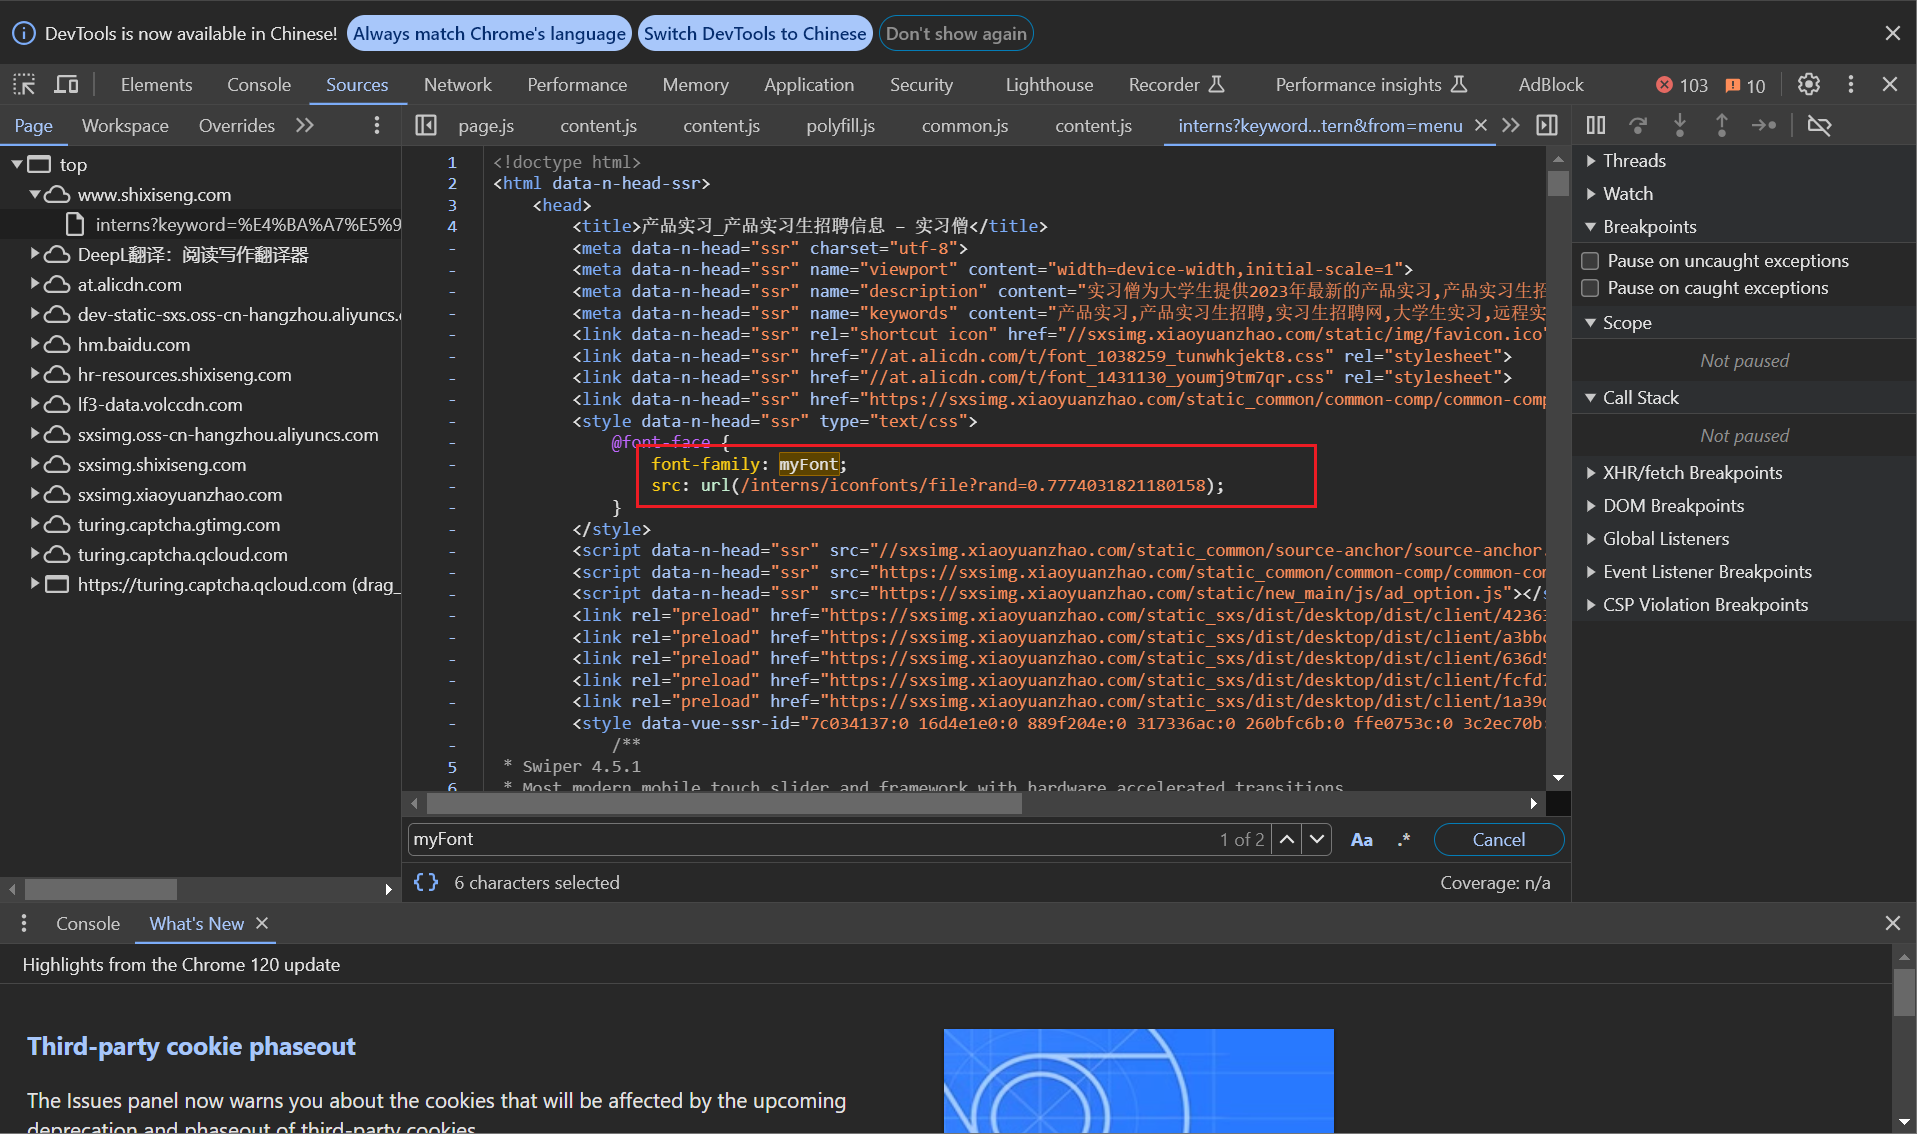 DevTools is now available in Chinese! Always match Chrome's language Switch DevTools to Chinese Don't show again
Elements Console Sources Network Performance Memory Application Security Lighthouse Recorder Performance insights AdBlock 103 10
Page Workspace Overrides page.js content.js content.js polyfill.js common.js content.js interns?keyword...tern&from=menu
top
www.shixiseng.com
interns?keyword=%E4%BA%A7%E5%9
DeepL翻译：阅读写作翻译器
at.alicdn.com
dev-static-sxs.oss-cn-hangzhou.aliyuncs.
hm.baidu.com
hr-resources.shixiseng.com
lf3-data.volccdn.com
sxsimg.oss-cn-hangzhou.aliyuncs.com
sxsimg.shixiseng.com
sxsimg.xiaoyuanzhao.com
turing.captcha.gtimg.com
turing.captcha.qcloud.com
https://turing.captcha.qcloud.com (drag_
1 <!doctype html>
2 <html data-n-head-ssr>
3 <head>
4 <title>产品实习_产品实习生招聘信息 – 实习僧</title>
- <meta data-n-head="ssr" charset="utf-8">
- <meta data-n-head="ssr" name="viewport" content="width=device-width,initial-scale=1">
- <meta data-n-head="ssr" name="description" content="实习僧为大学生提供2023年最新的产品实习,产品实习生招
- <meta data-n-head="ssr" name="keywords" content="产品实习,产品实习生招聘,实习生招聘网,大学生实习,远程实
- <link data-n-head="ssr" rel="shortcut icon" href="//sxsimg.xiaoyuanzhao.com/static/img/favicon.ico"
- <link data-n-head="ssr" href="//at.alicdn.com/t/font_1038259_tunwhkjekt8.css" rel="stylesheet">
- <link data-n-head="ssr" href="//at.alicdn.com/t/font_1431130_youmj9tm7qr.css" rel="stylesheet">
- <link data-n-head="ssr" href="https://sxsimg.xiaoyuanzhao.com/static_common/common-comp/common-comp
- <style data-n-head="ssr" type="text/css">
- @font-face {
- font-family: myFont;
- src: url(/interns/iconfonts/file?rand=0.7774031821180158);
- }
- </style>
- <script data-n-head="ssr" src="//sxsimg.xiaoyuanzhao.com/static_common/source-anchor/source-anchor.
- <script data-n-head="ssr" src="https://sxsimg.xiaoyuanzhao.com/static_common/common-comp/common-com
- <script data-n-head="ssr" src="https://sxsimg.xiaoyuanzhao.com/static/new_main/js/ad_option.js"></s
- <link rel="preload" href="https://sxsimg.xiaoyuanzhao.com/static_sxs/dist/desktop/dist/client/42363
- <link rel="preload" href="https://sxsimg.xiaoyuanzhao.com/static_sxs/dist/desktop/dist/client/a3bbc
- <link rel="preload" href="https://sxsimg.xiaoyuanzhao.com/static_sxs/dist/desktop/dist/client/636d5
- <link rel="preload" href="https://sxsimg.xiaoyuanzhao.com/static_sxs/dist/desktop/dist/client/fcfd7
- <link rel="preload" href="https://sxsimg.xiaoyuanzhao.com/static_sxs/dist/desktop/dist/client/1a39d
- <style data-vue-ssr-id="7c034137:0 16d4e1e0:0 889f204e:0 317336ac:0 260bfc6b:0 ffe0753c:0 3c2ec70b:
- /**
5 * Swiper 4.5.1
6 * Most modern mobile touch slider and framework with hardware accelerated transitions
myFont 1 of 2 Aa .* Cancel
{} 6 characters selected Coverage: n/a
Threads
Watch
Breakpoints
Pause on uncaught exceptions
Pause on caught exceptions
Scope
Not paused
Call Stack
Not paused
XHR/fetch Breakpoints
DOM Breakpoints
Global Listeners
Event Listener Breakpoints
CSP Violation Breakpoints
Console What's New
Highlights from the Chrome 120 update
Third-party cookie phaseout
The Issues panel now warns you about the cookies that will be affected by the upcoming
deprecation and phaseout of third-party cookies.